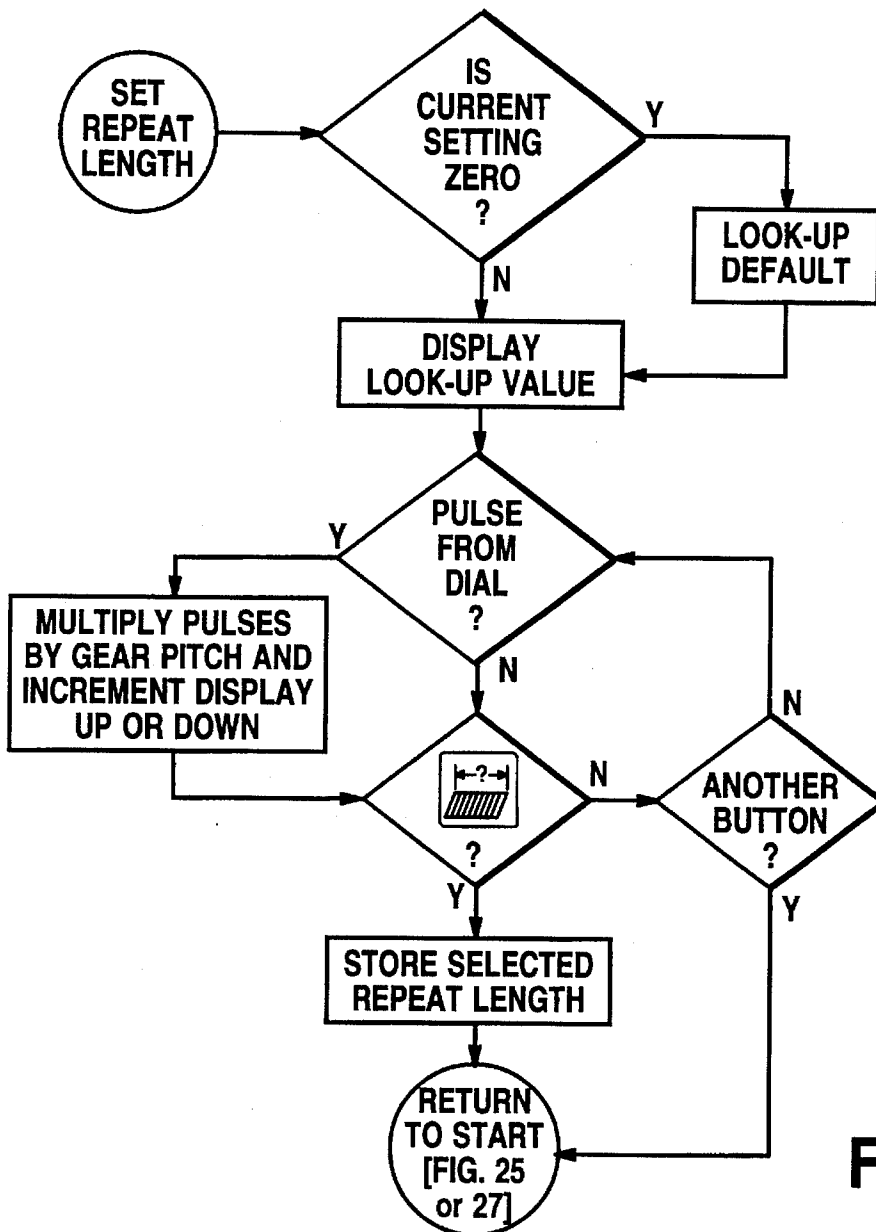 SET
REPEAT
LENGTH
IS
CURRENT
SETTING
ZERO
?
Y
N
LOOK-UP
DEFAULT
DISPLAY
LOOK-UP VALUE
PULSE
FROM
DIAL
?
Y
N
MULTIPLY PULSES
BY GEAR PITCH AND
INCREMENT DISPLAY
UP OR DOWN
?
?
N
Y
ANOTHER
BUTTON
?
N
Y
STORE SELECTED
REPEAT LENGTH
RETURN
TO START
[FIG. 25
or 27]
F